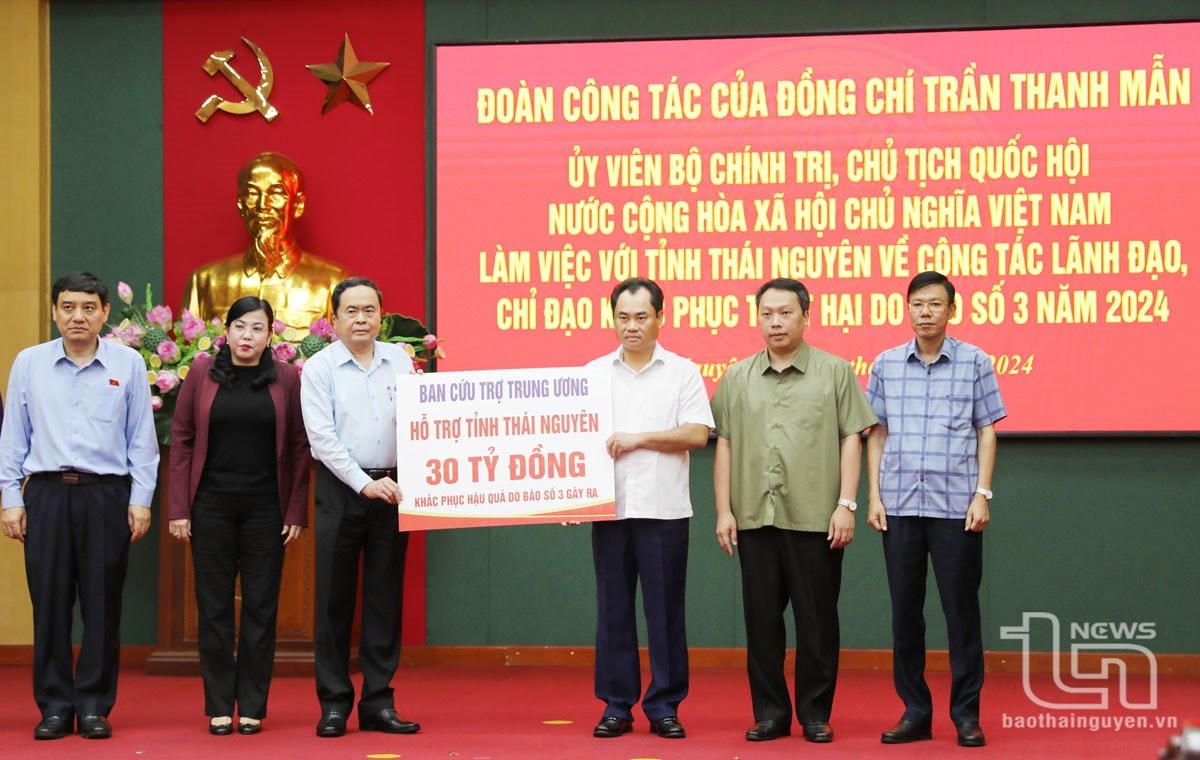 ĐOÀN CÔNG TÁC CỦA ĐỒNG CHÍ TRẦN THANH MẪN
ỦY VIÊN BỘ CHÍNH TRỊ, CHỦ TỊCH QUỐC HỘI
NƯỚC CỘNG HÒA XÃ HỘI CHỦ NGHĨA VIỆT NAM
LÀM VIỆC VỚI TỈNH THÁI NGUYÊN VỀ CÔNG TÁC LÃNH ĐẠO,
CHỈ ĐẠO PHỤC HẠI DO BÃO SỐ 3 NĂM 2024
2024
BAN CỨU TRỢ TRUNG ƯƠNG
HỖ TRỢ TỈNH THÁI NGUYÊN
30 TỶ ĐỒNG
KHẮC PHỤC HẬU QUẢ DO BÃO SỐ 3 GÂY RA
NEWS
baothainguyen.vn